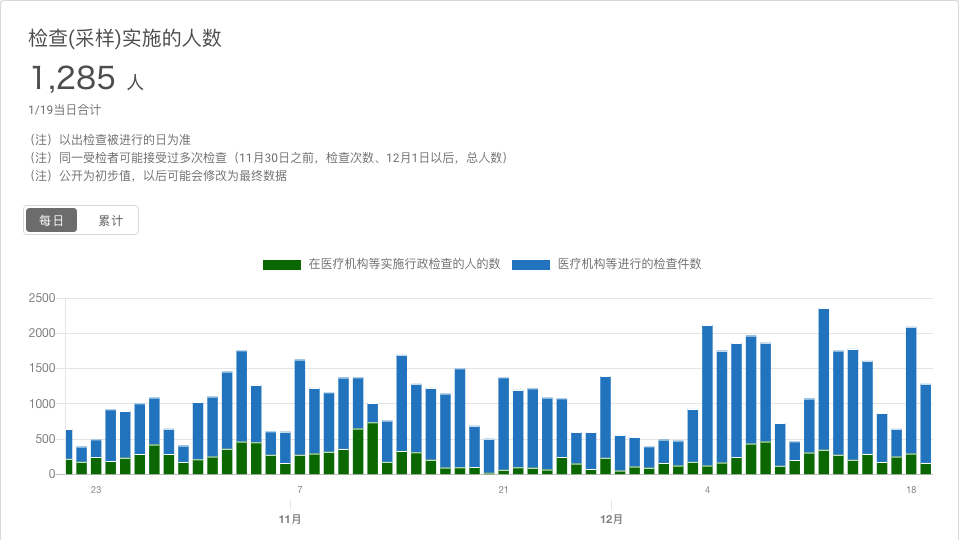 检查(采样)实施的人数
1,285 人
1/19当日合计
（注）以出检查被进行的日为准
（注）同一受检者可能接受过多次检查（11月30日之前，检查次数、12月1日以后，总人数）
（注）公开为初步值，以后可能会修改为最终数据
每日 累计
在医疗机构等实施行政检查的人的数 医疗机构等进行的检查件数
2500
2000
1500
1000
500
0
23 7 21 4 18
11月 12月